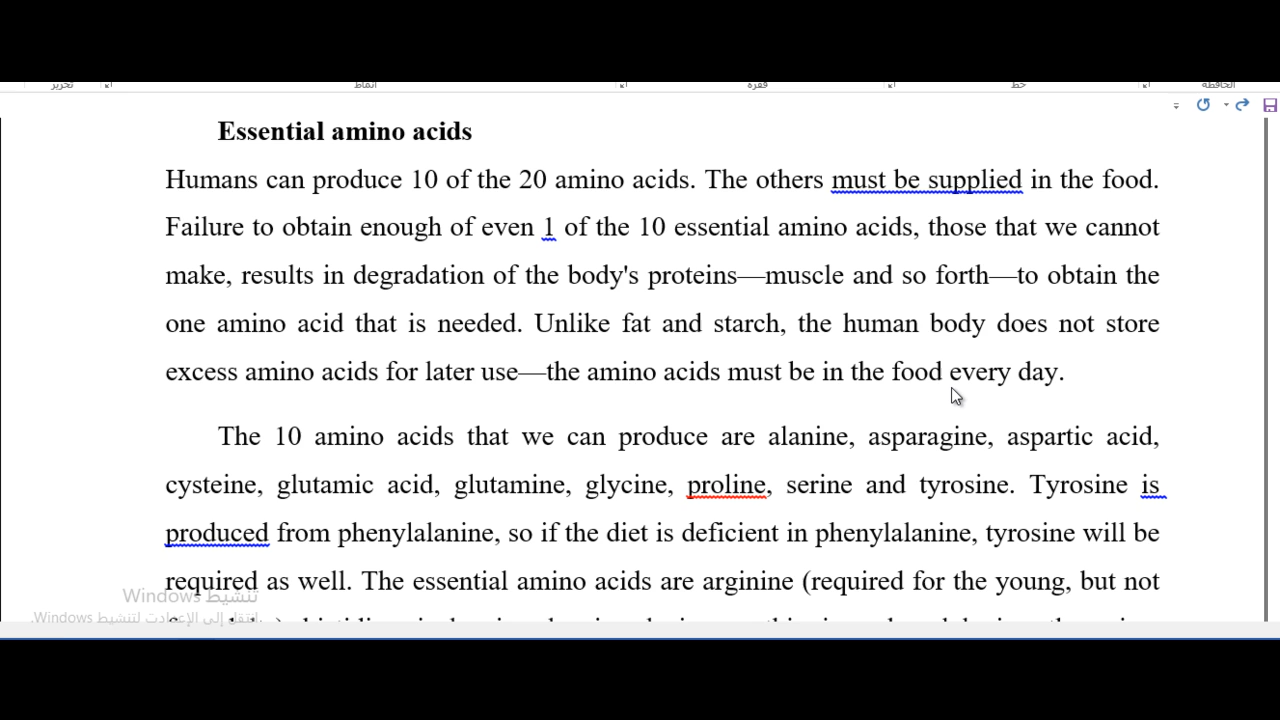 تحرير أنماط فقرة خط الحافظة
Essential amino acids
Humans can produce 10 of the 20 amino acids. The others must be supplied in the food.
Failure to obtain enough of even 1 of the 10 essential amino acids, those that we cannot
make, results in degradation of the body's proteins—muscle and so forth—to obtain the
one amino acid that is needed. Unlike fat and starch, the human body does not store
excess amino acids for later use—the amino acids must be in the food every day.
The 10 amino acids that we can produce are alanine, asparagine, aspartic acid,
cysteine, glutamic acid, glutamine, glycine, proline, serine and tyrosine. Tyrosine is
produced from phenylalanine, so if the diet is deficient in phenylalanine, tyrosine will be
required as well. The essential amino acids are arginine (required for the young, but not
تنشيط Windows
انتقل إلى الإعدادات لتنشيط Windows.